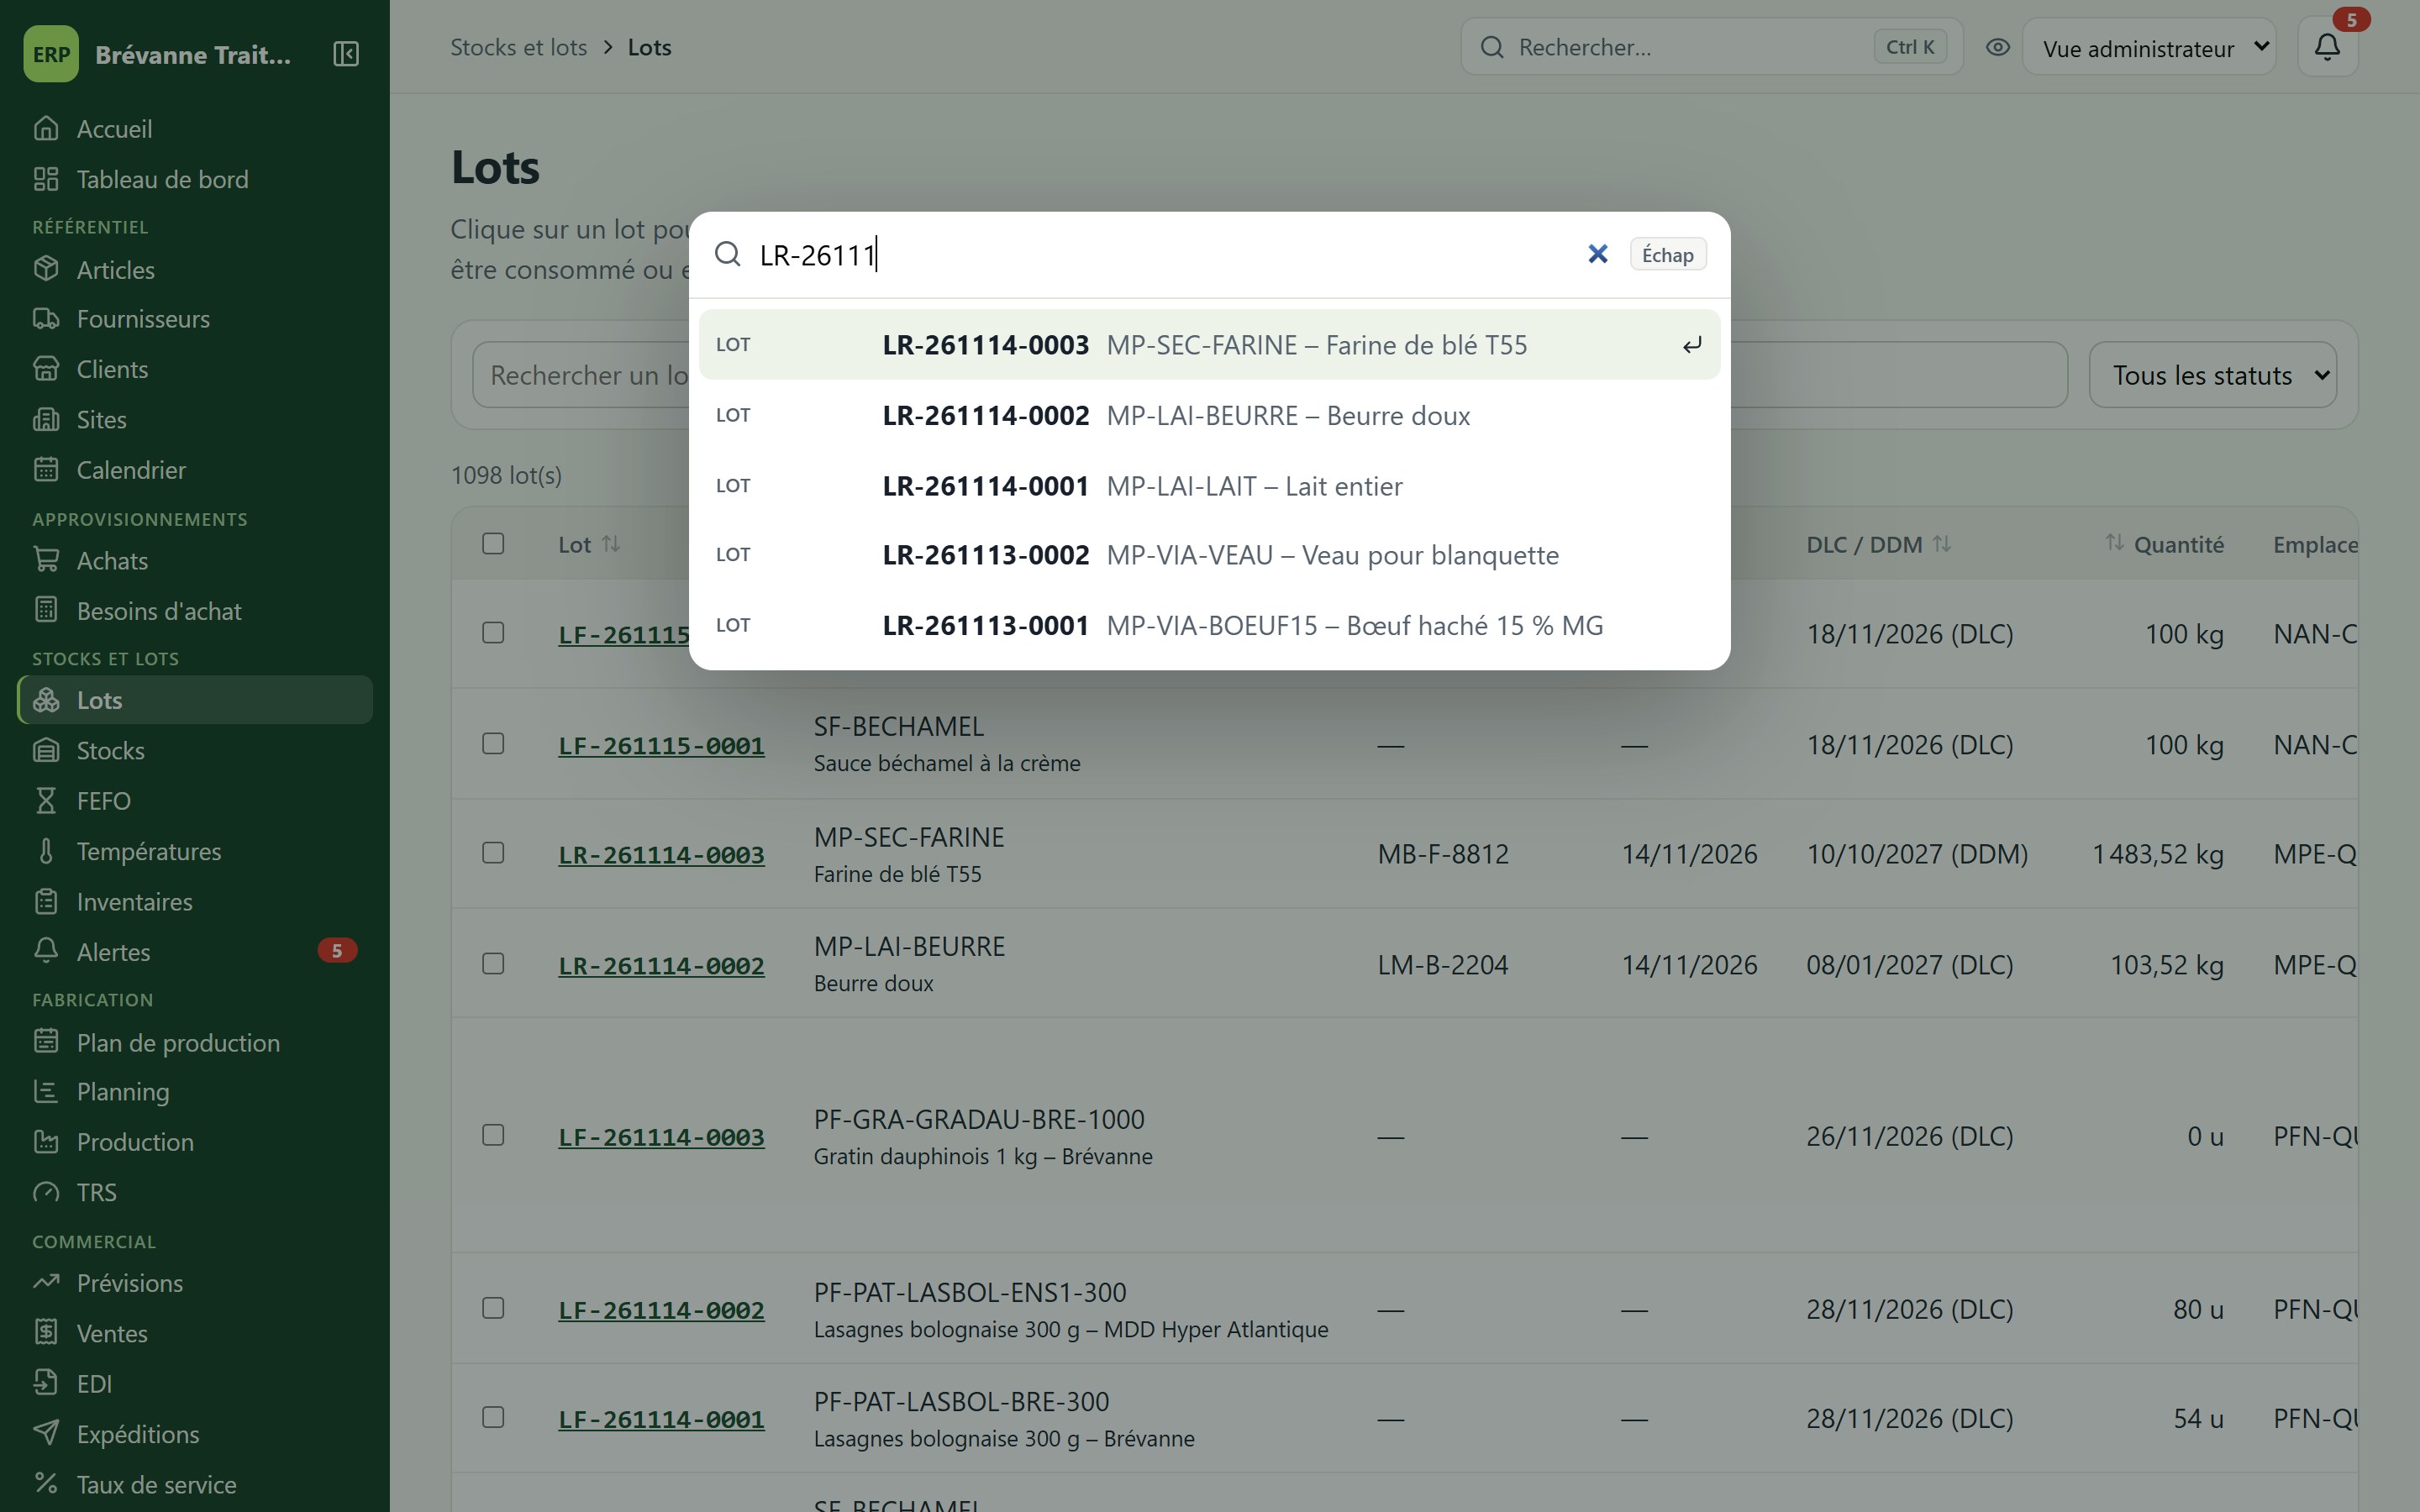 ERP Brévanne Trait...
Accueil
Tableau de bord
RÉFÉRENTIEL
Articles
Fournisseurs
Clients
Sites
Calendrier
APPROVISIONNEMENTS
Achats
Besoins d'achat
STOCKS ET LOTS
Lots
Stocks
FEFO
Températures
Inventaires
Alertes 5
FABRICATION
Plan de production
Planning
Production
TRS
COMMERCIAL
Prévisions
Ventes
EDI
Expéditions
Taux de service
Stocks et lots > Lots
Rechercher... Ctrl K
Vue administrateur
5
Lots
Clique sur un lot pou
être consommé ou e
LR-26111 Échap
LOT LR-261114-0003 MP-SEC-FARINE – Farine de blé T55
LOT LR-261114-0002 MP-LAI-BEURRE – Beurre doux
LOT LR-261114-0001 MP-LAI-LAIT – Lait entier
LOT LR-261113-0002 MP-VIA-VEAU – Veau pour blanquette
LOT LR-261113-0001 MP-VIA-BOEUF15 – Bœuf haché 15 % MG
Rechercher un lo
Tous les statuts
1098 lot(s)
Lot DLC / DDM Quantité Emplace
LF-261115 18/11/2026 (DLC) 100 kg NAN-C
LF-261115-0001 SF-BECHAMEL — — 18/11/2026 (DLC) 100 kg NAN-C
Sauce béchamel à la crème
LR-261114-0003 MP-SEC-FARINE MB-F-8812 14/11/2026 10/10/2027 (DDM) 1 483,52 kg MPE-Q
Farine de blé T55
LR-261114-0002 MP-LAI-BEURRE LM-B-2204 14/11/2026 08/01/2027 (DLC) 103,52 kg MPE-Q
Beurre doux
LF-261114-0003 PF-GRA-GRADAU-BRE-1000 — — 26/11/2026 (DLC) 0 u PFN-QU
Gratin dauphinois 1 kg – Brévanne
LF-261114-0002 PF-PAT-LASBOL-ENS1-300 — — 28/11/2026 (DLC) 80 u PFN-QU
Lasagnes bolognaise 300 g – MDD Hyper Atlantique
LF-261114-0001 PF-PAT-LASBOL-BRE-300 — — 28/11/2026 (DLC) 54 u PFN-QU
Lasagnes bolognaise 300 g – Brévanne
SF-BECHAMEL